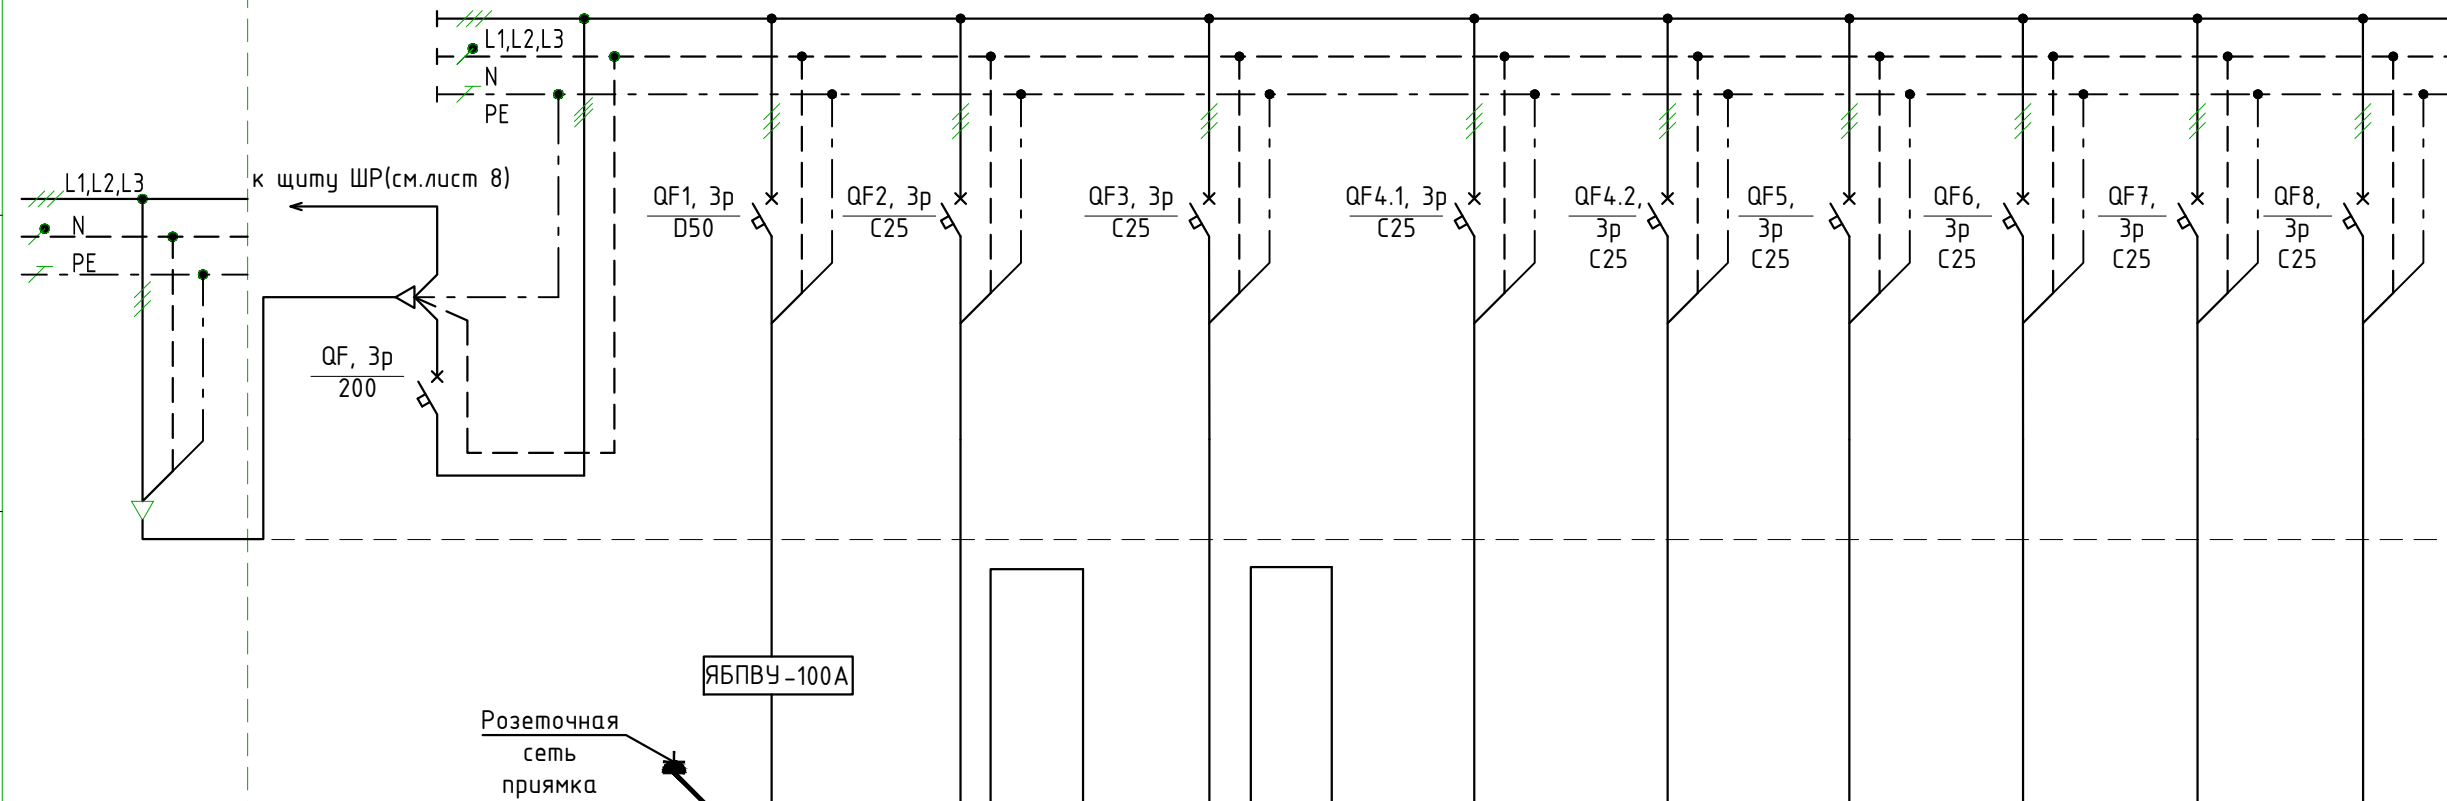 L1,L2,L3
N
PE
L1,L2,L3
N
PE
к щиту ШР(см.лист 8)
QF, 3р
200
QF1, 3р
D50
QF2, 3р
C25
QF3, 3р
C25
QF4.1, 3р
C25
QF4.2,
3р
C25
QF5,
3р
C25
QF6,
3р
C25
QF7,
3р
C25
QF8,
3р
C25
ЯБПВУ-100А
Розеточная
сеть
приямка